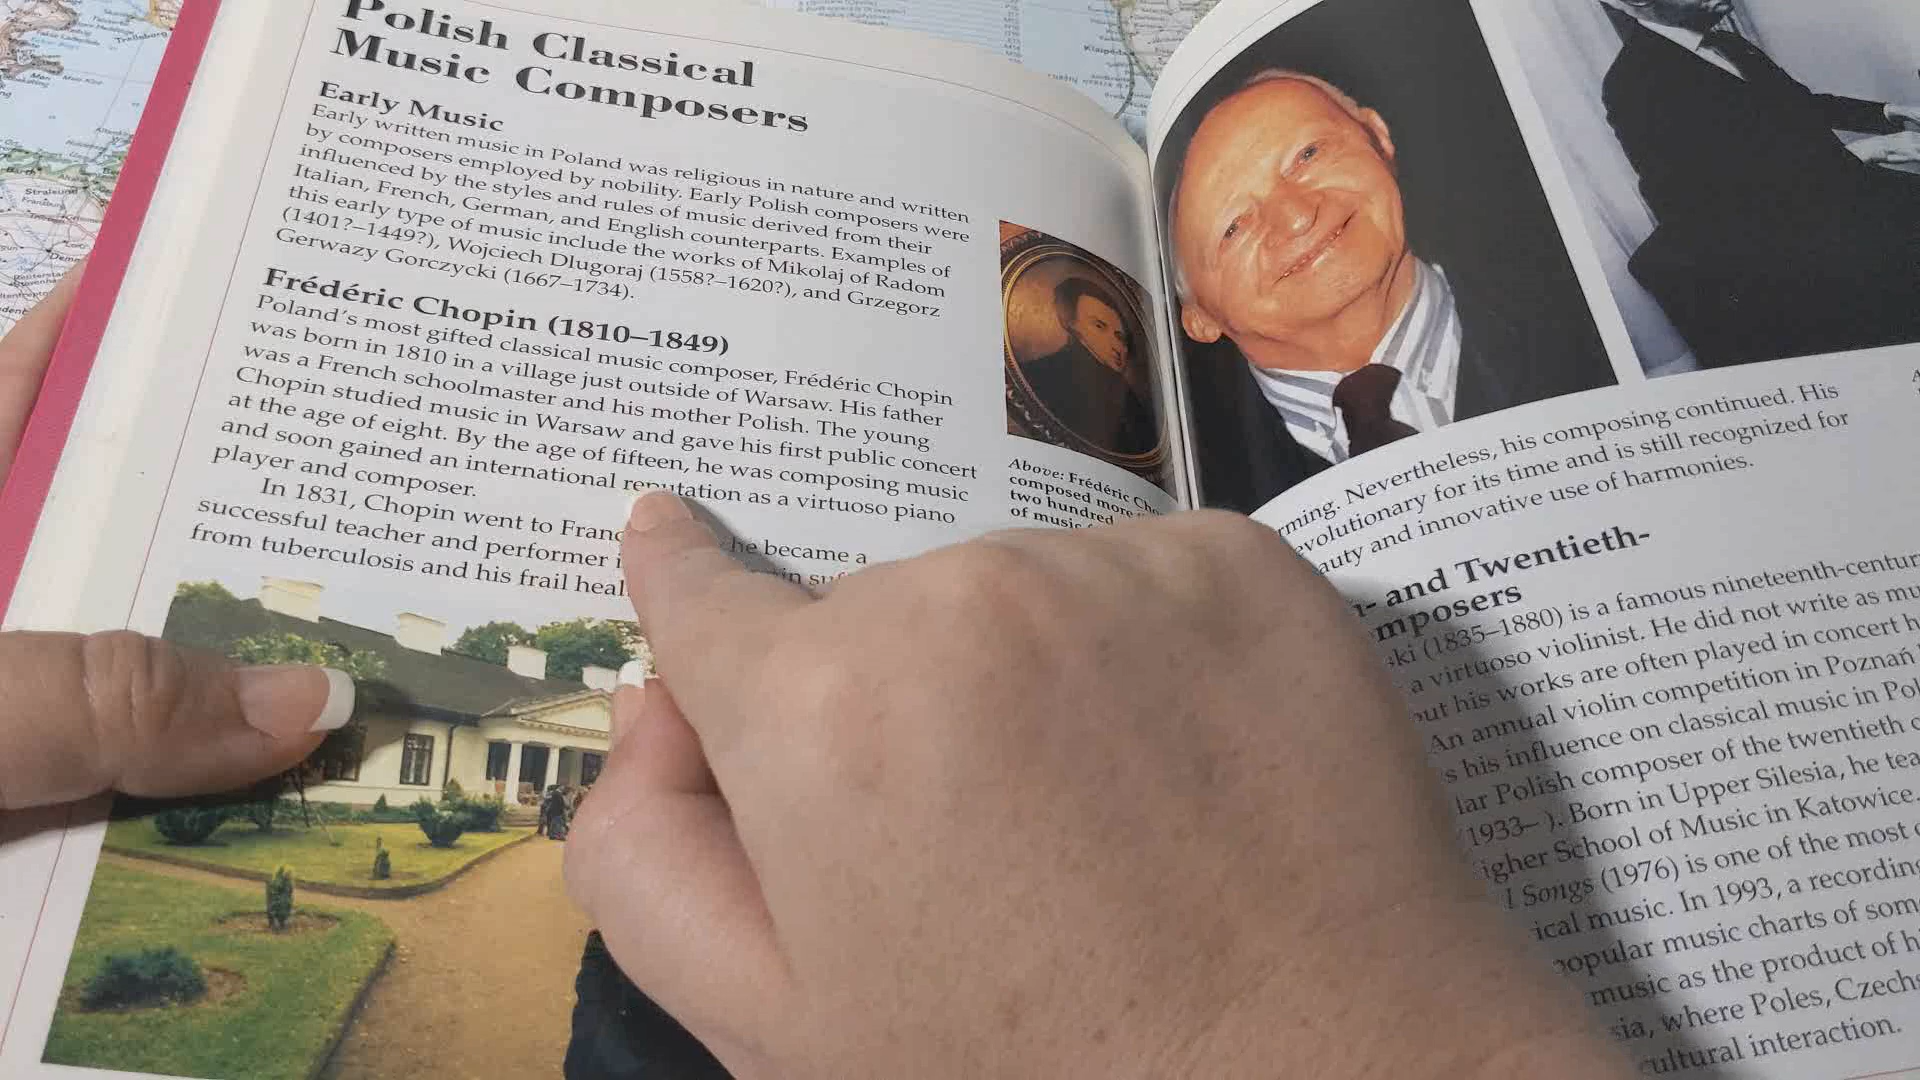 Polish Classical
Music Composers
Early Music
Early written music in Poland was religious in nature and written
by composers employed by nobility. Early Polish composers were
influenced by the styles and rules of music derived from their
Italian, French, German, and English counterparts. Examples of
this early type of music include the works of Mikolaj of Radom
(1401?–1449?), Wojciech Dlugoraj (1558?–1620?), and Grzegorz
Gerwazy Gorczycki (1667–1734).
Frédéric Chopin (1810–1849)
Poland's most gifted classical music composer, Frédéric Chopin
was born in 1810 in a village just outside of Warsaw. His father
was a French schoolmaster and his mother Polish. The young
Chopin studied music in Warsaw and gave his first public concert
at the age of eight. By the age of fifteen, he was composing music
and soon gained an international reputation as a virtuoso piano
player and composer.
In 1831, Chopin went to
he became a
successful teacher and performer
from tuberculosis and his frail
Above: Frédéric
composed more
two hundred
of music
Nevertheless, his composing continued. His
for its time and is still recognized for
and innovative use of harmonies.
and Twentieth-
(1835–1880) is a famous
a virtuoso violinist. He did not write as
his works are often played in concert
An annual violin competition in Poznań
his influence on classical music in
Polish composer of the twentieth
1933– ). Born in Upper Silesia, he
School of Music in Katowice.
Songs (1976) is one of the most
music. In 1993, a recording
popular music charts of
music as the product of
where Poles,
cultural interaction.
Trelleborg
Stralsund
Klaipėda